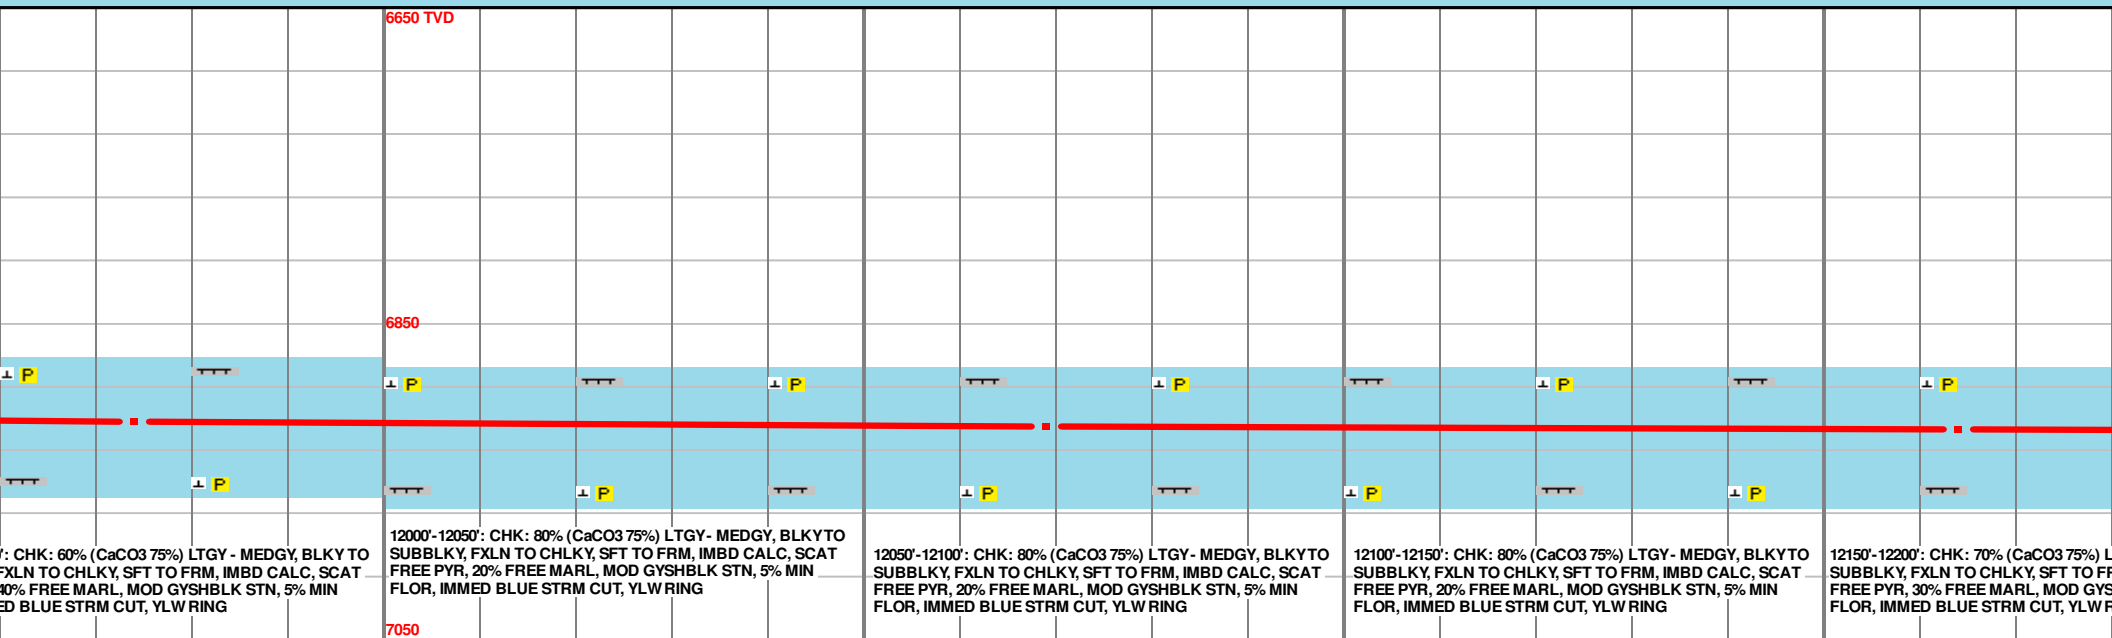 6650 TVD
6850
7050
': CHK: 60% (CaCO3 75%) LTGY - MEDGY, BLKY TO
FXLN TO CHLKY, SFT TO FRM, IMBD CALC, SCAT
40% FREE MARL, MOD GYSHBLK STN, 5% MIN
ED BLUE STRM CUT, YLW RING
12000'-12050': CHK: 80% (CaCO3 75%) LTGY - MEDGY, BLKY TO
SUBBLKY, FXLN TO CHLKY, SFT TO FRM, IMBD CALC, SCAT
FREE PYR, 20% FREE MARL, MOD GYSHBLK STN, 5% MIN
FLOR, IMMED BLUE STRM CUT, YLW RING
12050'-12100': CHK: 80% (CaCO3 75%) LTGY - MEDGY, BLKY TO
SUBBLKY, FXLN TO CHLKY, SFT TO FRM, IMBD CALC, SCAT
FREE PYR, 20% FREE MARL, MOD GYSHBLK STN, 5% MIN
FLOR, IMMED BLUE STRM CUT, YLW RING
12100'-12150': CHK: 80% (CaCO3 75%) LTGY - MEDGY, BLKY TO
SUBBLKY, FXLN TO CHLKY, SFT TO FRM, IMBD CALC, SCAT
FREE PYR, 20% FREE MARL, MOD GYSHBLK STN, 5% MIN
FLOR, IMMED BLUE STRM CUT, YLW RING
12150'-12200': CHK: 70% (CaCO3 75%) L
SUBBLKY, FXLN TO CHLKY, SFT TO FR
FREE PYR, 30% FREE MARL, MOD GYS
FLOR, IMMED BLUE STRM CUT, YLW R
P
P
P
P
P
P
P
P
P
P
P
P